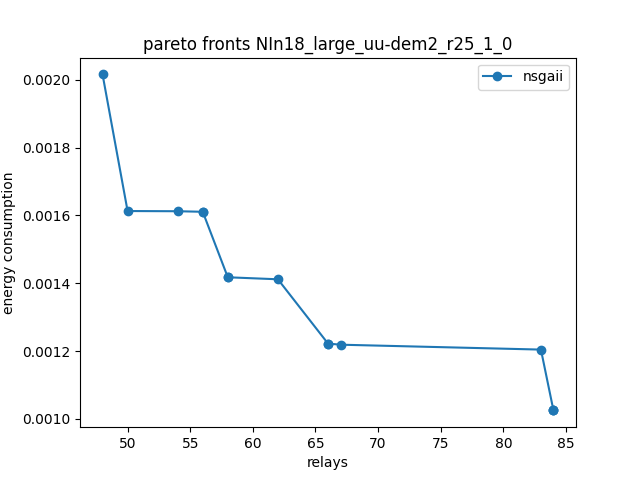 pareto fronts NIn18_large_uu-dem2_r25_1_0
nsgaii
energy consumption
0.0020
0.0018
0.0016
0.0014
0.0012
0.0010
50 55 60 65 70 75 80 85
relays